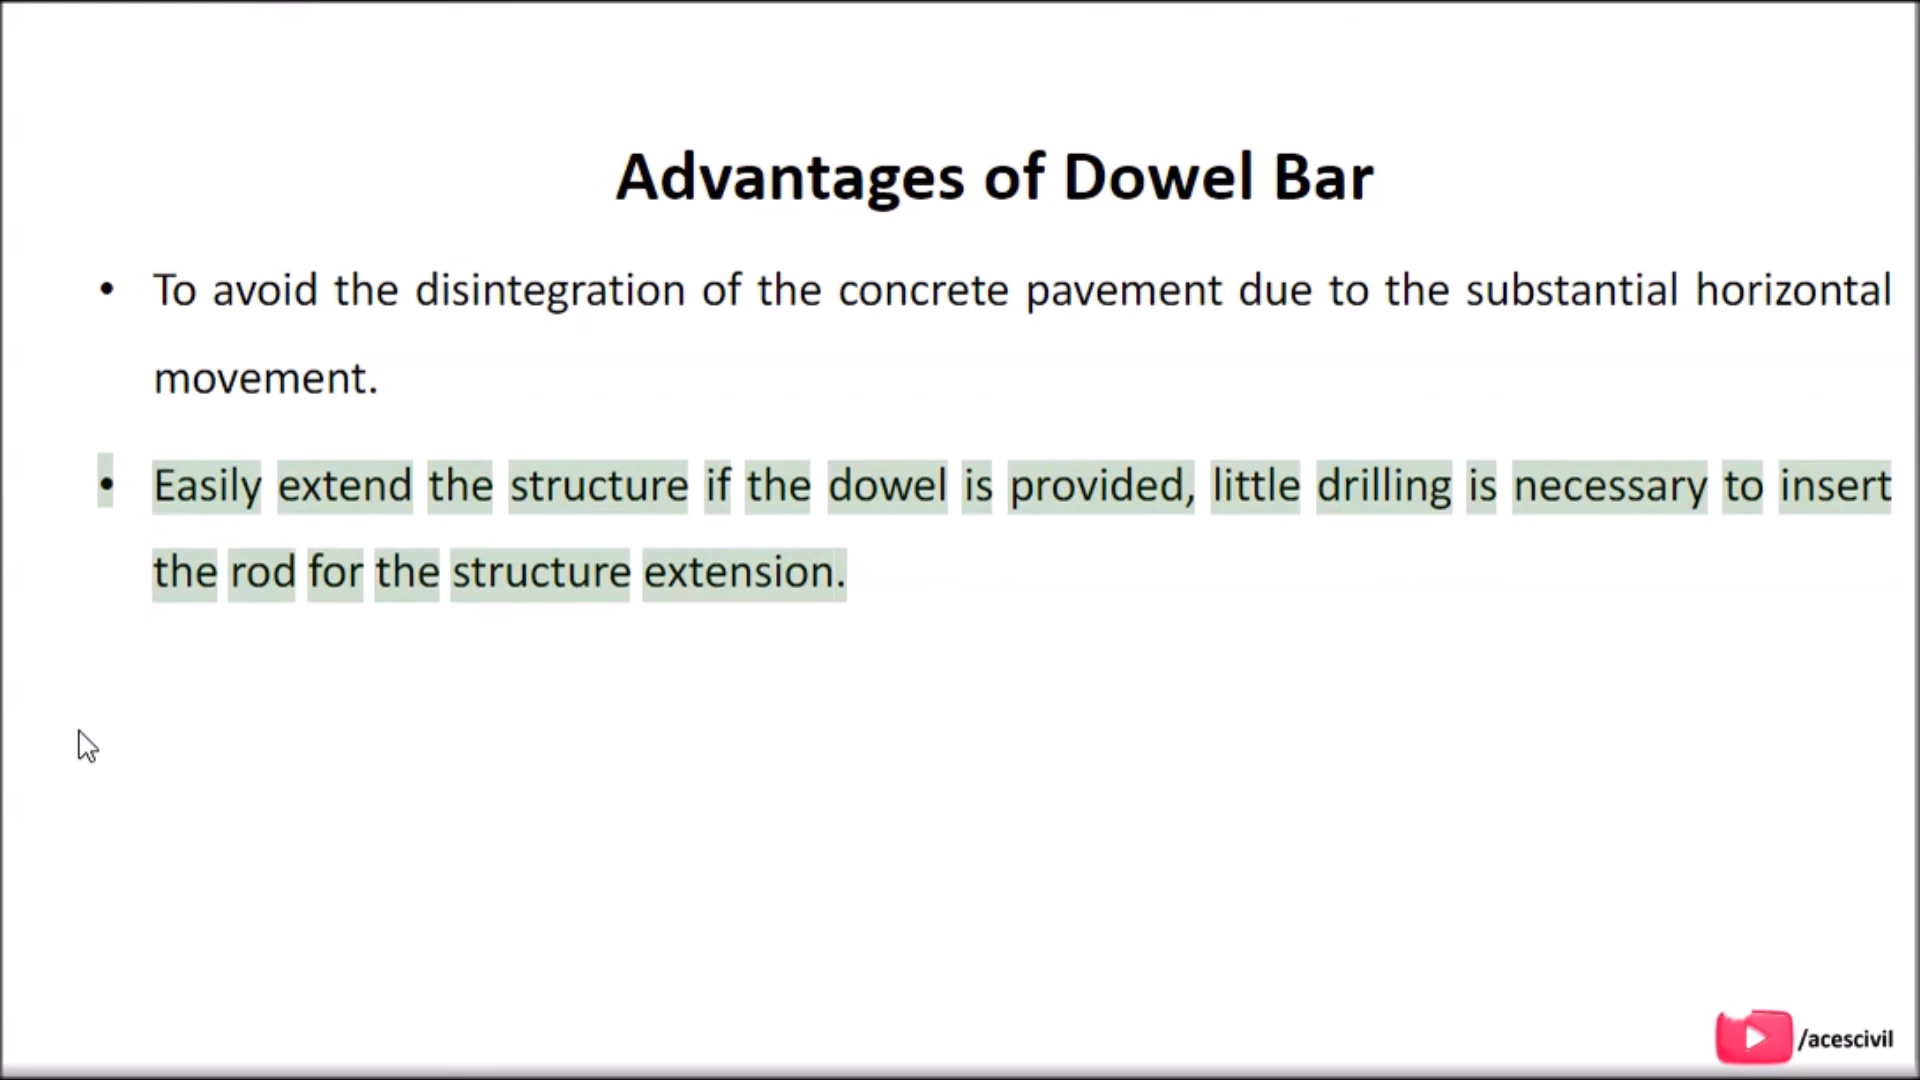 Advantages of Dowel Bar
• To avoid the disintegration of the concrete pavement due to the substantial horizontal
movement.
• Easily extend the structure if the dowel is provided, little drilling is necessary to insert
the rod for the structure extension.
/acescivil